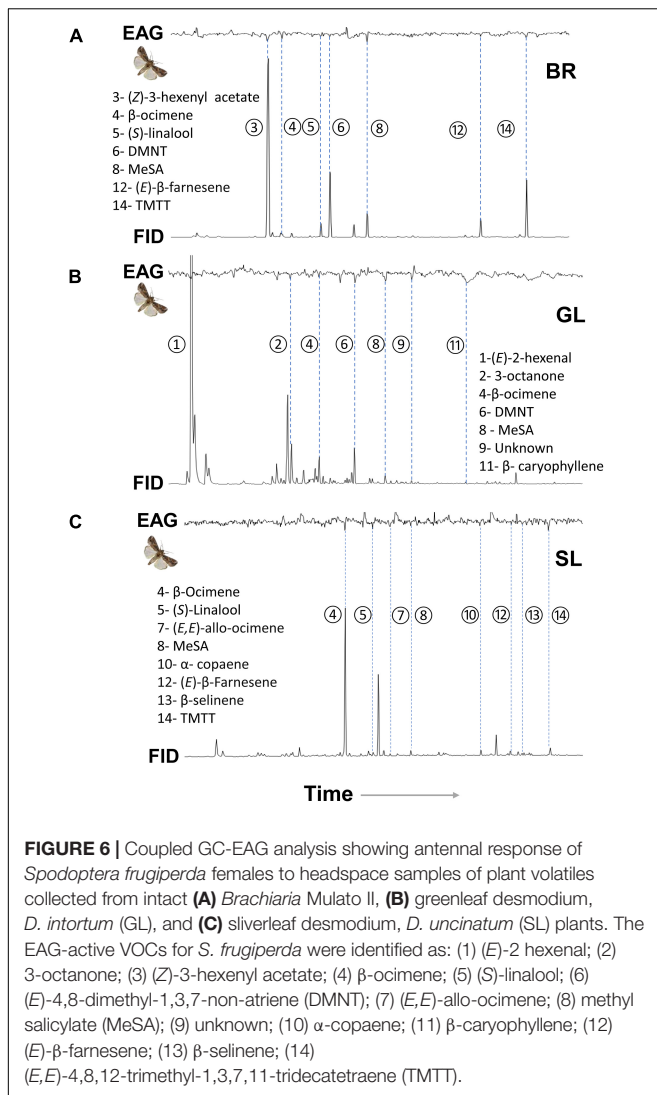 A EAG
BR
3- (Z)-3-hexenyl acetate
4- β-ocimene
5- (S)-linalool
6- DMNT
8- MeSA
12- (E)-β-farnesene
14- TMTT
③ ④ ⑤ ⑥ ⑧ ⑫ ⑭
FID
EAG
B
GL
① ② ④ ⑥ ⑧ ⑨ ⑪
1-(E)-2-hexenal
2- 3-octanone
4-β-ocimene
6- DMNT
8 - MeSA
9- Unknown
11- β- caryophyllene
FID
C EAG
SL
4- β-Ocimene
5- (S)-Linalool
7- (E,E)-allo-ocimene
8- MeSA
10- α- copaene
12- (E)-β-Farnesene
13- β-selinene
14- TMTT
④ ⑤ ⑦ ⑧ ⑩ ⑫ ⑬ ⑭
FID
Time
FIGURE 6 | Coupled GC-EAG analysis showing antennal response of
Spodoptera frugiperda females to headspace samples of plant volatiles
collected from intact (A) Brachiaria Mulato II, (B) greenleaf desmodium,
D. intortum (GL), and (C) sliverleaf desmodium, D. uncinatum (SL) plants. The
EAG-active VOCs for S. frugiperda were identified as: (1) (E)-2 hexenal; (2)
3-octanone; (3) (Z)-3-hexenyl acetate; (4) β-ocimene; (5) (S)-linalool; (6)
(E)-4,8-dimethyl-1,3,7-non-atriene (DMNT); (7) (E,E)-allo-ocimene; (8) methyl
salicylate (MeSA); (9) unknown; (10) α-copaene; (11) β-caryophyllene; (12)
(E)-β-farnesene; (13) β-selinene; (14)
(E,E)-4,8,12-trimethyl-1,3,7,11-tridecatetraene (TMTT).